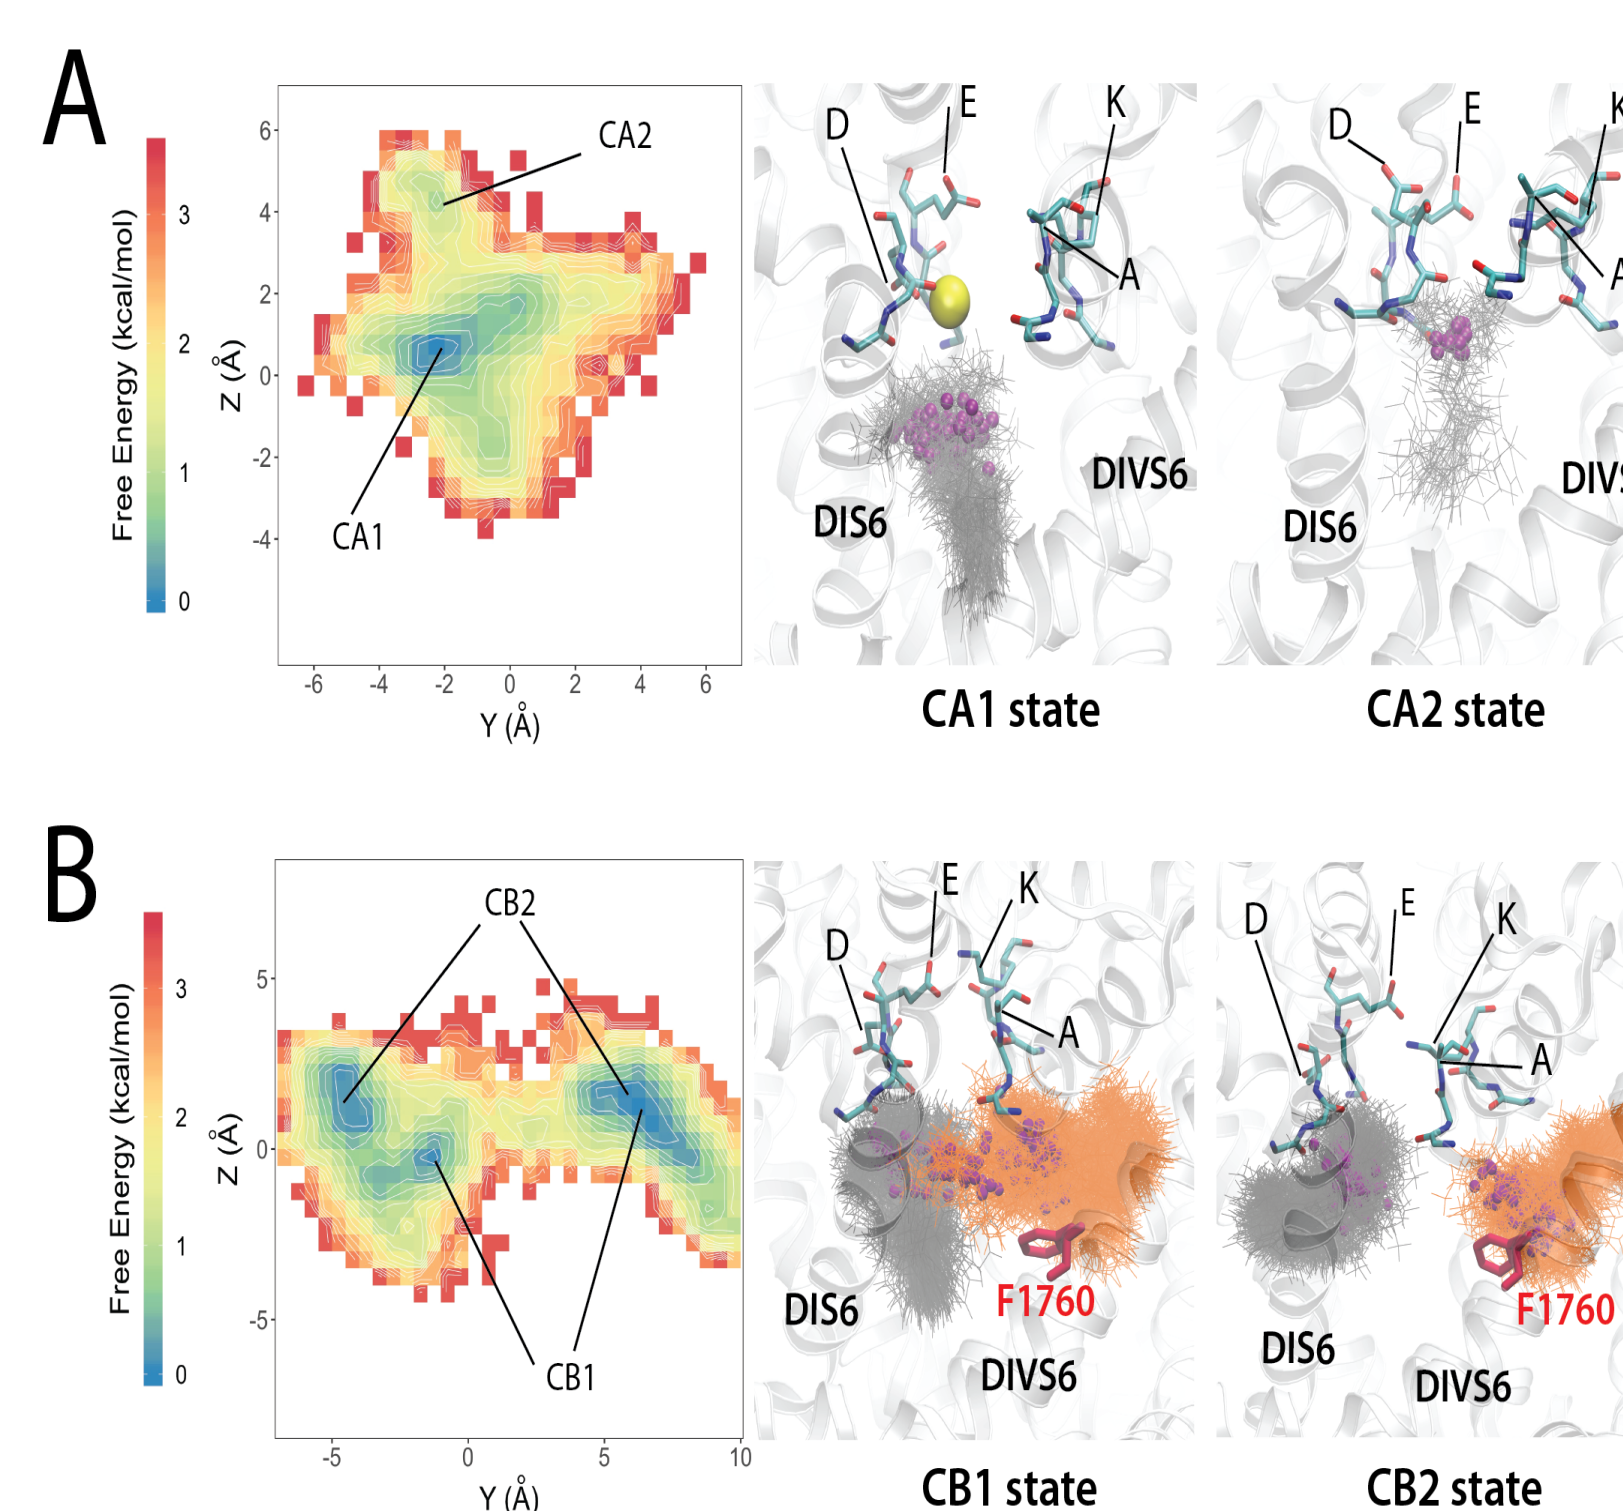 A
Free Energy (kcal/mol)
3
2
1
0
Z (Å)
6
4
2
0
-2
-4
-6
-4
-2
0
2
4
6
Y (Å)
CA2
CA1
D
E
K
A
DIS6
DIVS6
CA1 state
D
E
K
A
DIS6
DIVS
CA2 state
B
Free Energy (kcal/mol)
3
2
1
0
Z (Å)
5
0
-5
-5
0
5
10
Y (Å)
CB2
CB1
D
E
K
A
F1760
DIS6
DIVS6
CB1 state
D
E
K
A
F1760
DIS6
DIVS6
CB2 state